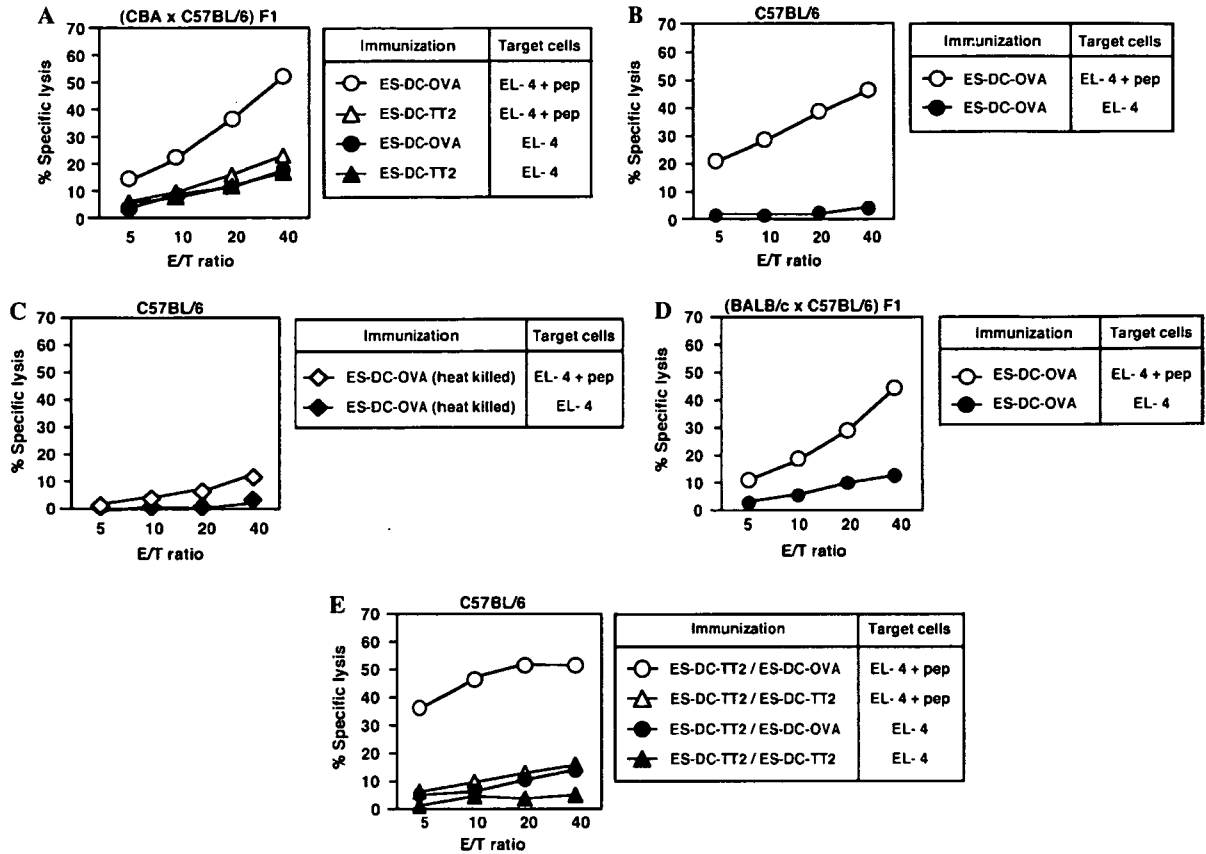 A
(CBA x C57BL/6) F1
70
60
50
40
30
20
10
0
% Specific lysis
5 10 20 40
E/T ratio
Immunization Target cells
ES-DC-OVA EL- 4 + pep
ES-DC-TT2 EL- 4 + pep
ES-DC-OVA EL- 4
ES-DC-TT2 EL- 4
B
C57BL/6
70
60
50
40
30
20
10
0
% Specific lysis
5 10 20 40
E/T ratio
Immunization Target cells
ES-DC-OVA EL- 4 + pep
ES-DC-OVA EL- 4
C
C57BL/6
70
60
50
40
30
20
10
0
% Specific lysis
5 10 20 40
E/T ratio
Immunization Target cells
ES-DC-OVA (heat killed) EL- 4 + pep
ES-DC-OVA (heat killed) EL- 4
D
(BALB/c x C57BL/6) F1
70
60
50
40
30
20
10
0
% Specific lysis
5 10 20 40
E/T ratio
Immunization Target cells
ES-DC-OVA EL- 4 + pep
ES-DC-OVA EL- 4
E
C57BL/6
70
60
50
40
30
20
10
0
% Specific lysis
5 10 20 40
E/T ratio
Immunization Target cells
ES-DC-TT2 / ES-DC-OVA EL- 4 + pep
ES-DC-TT2 / ES-DC-TT2 EL- 4 + pep
ES-DC-TT2 / ES-DC-OVA EL- 4
ES-DC-TT2 / ES-DC-TT2 EL- 4